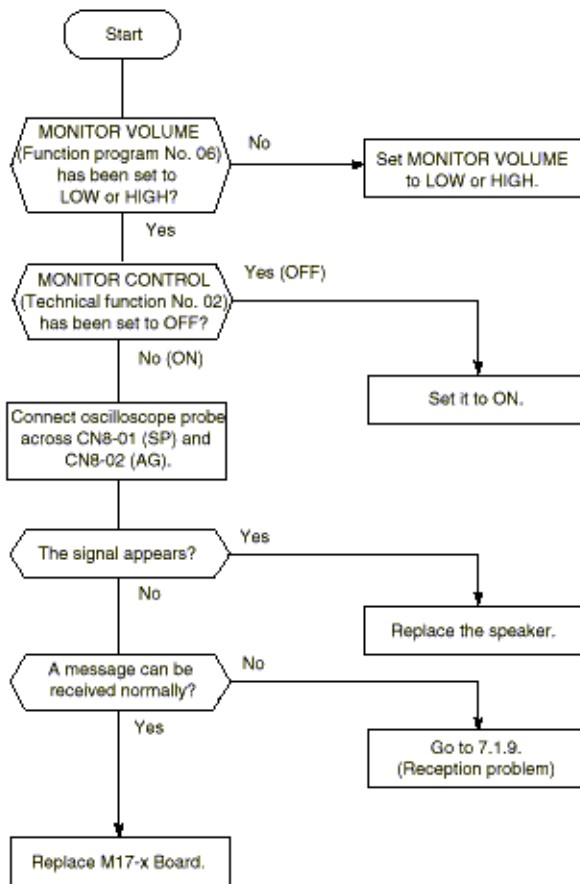 Start
MONITOR VOLUME
(Function program No. 06)
has been set to
LOW or HIGH?
No
Set MONITOR VOLUME
to LOW or HIGH.
Yes
MONITOR CONTROL
(Technical function No. 02)
has been set to OFF?
Yes (OFF)
Set it to ON.
No (ON)
Connect oscilloscope probe
across CN8-01 (SP) and
CN8-02 (AG).
The signal appears?
Yes
Replace the speaker.
No
A message can be
received normally?
No
Go to 7.1.9.
(Reception problem)
Yes
Replace M17-x Board.